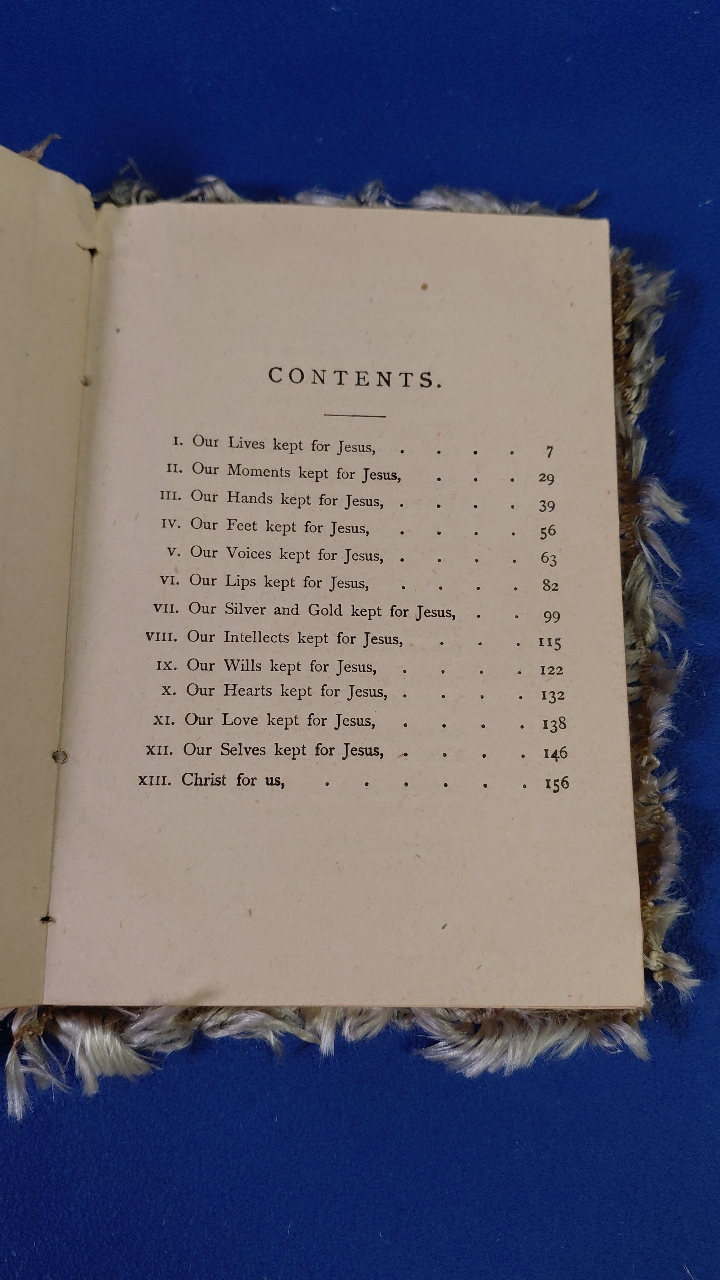 CONTENTS.
I. Our Lives kept for Jesus, . . . . 7
II. Our Moments kept for Jesus, . . . 29
III. Our Hands kept for Jesus, . . . . 39
IV. Our Feet kept for Jesus, . . . . 56
V. Our Voices kept for Jesus, . . . . 63
VI. Our Lips kept for Jesus, . . . . 82
VII. Our Silver and Gold kept for Jesus, . . 99
VIII. Our Intellects kept for Jesus, . . . 115
IX. Our Wills kept for Jesus, . . . . 122
X. Our Hearts kept for Jesus, . . . . 132
XI. Our Love kept for Jesus, . . . . 138
XII. Our Selves kept for Jesus, . . . . 146
XIII. Christ for us, . . . . . . 156